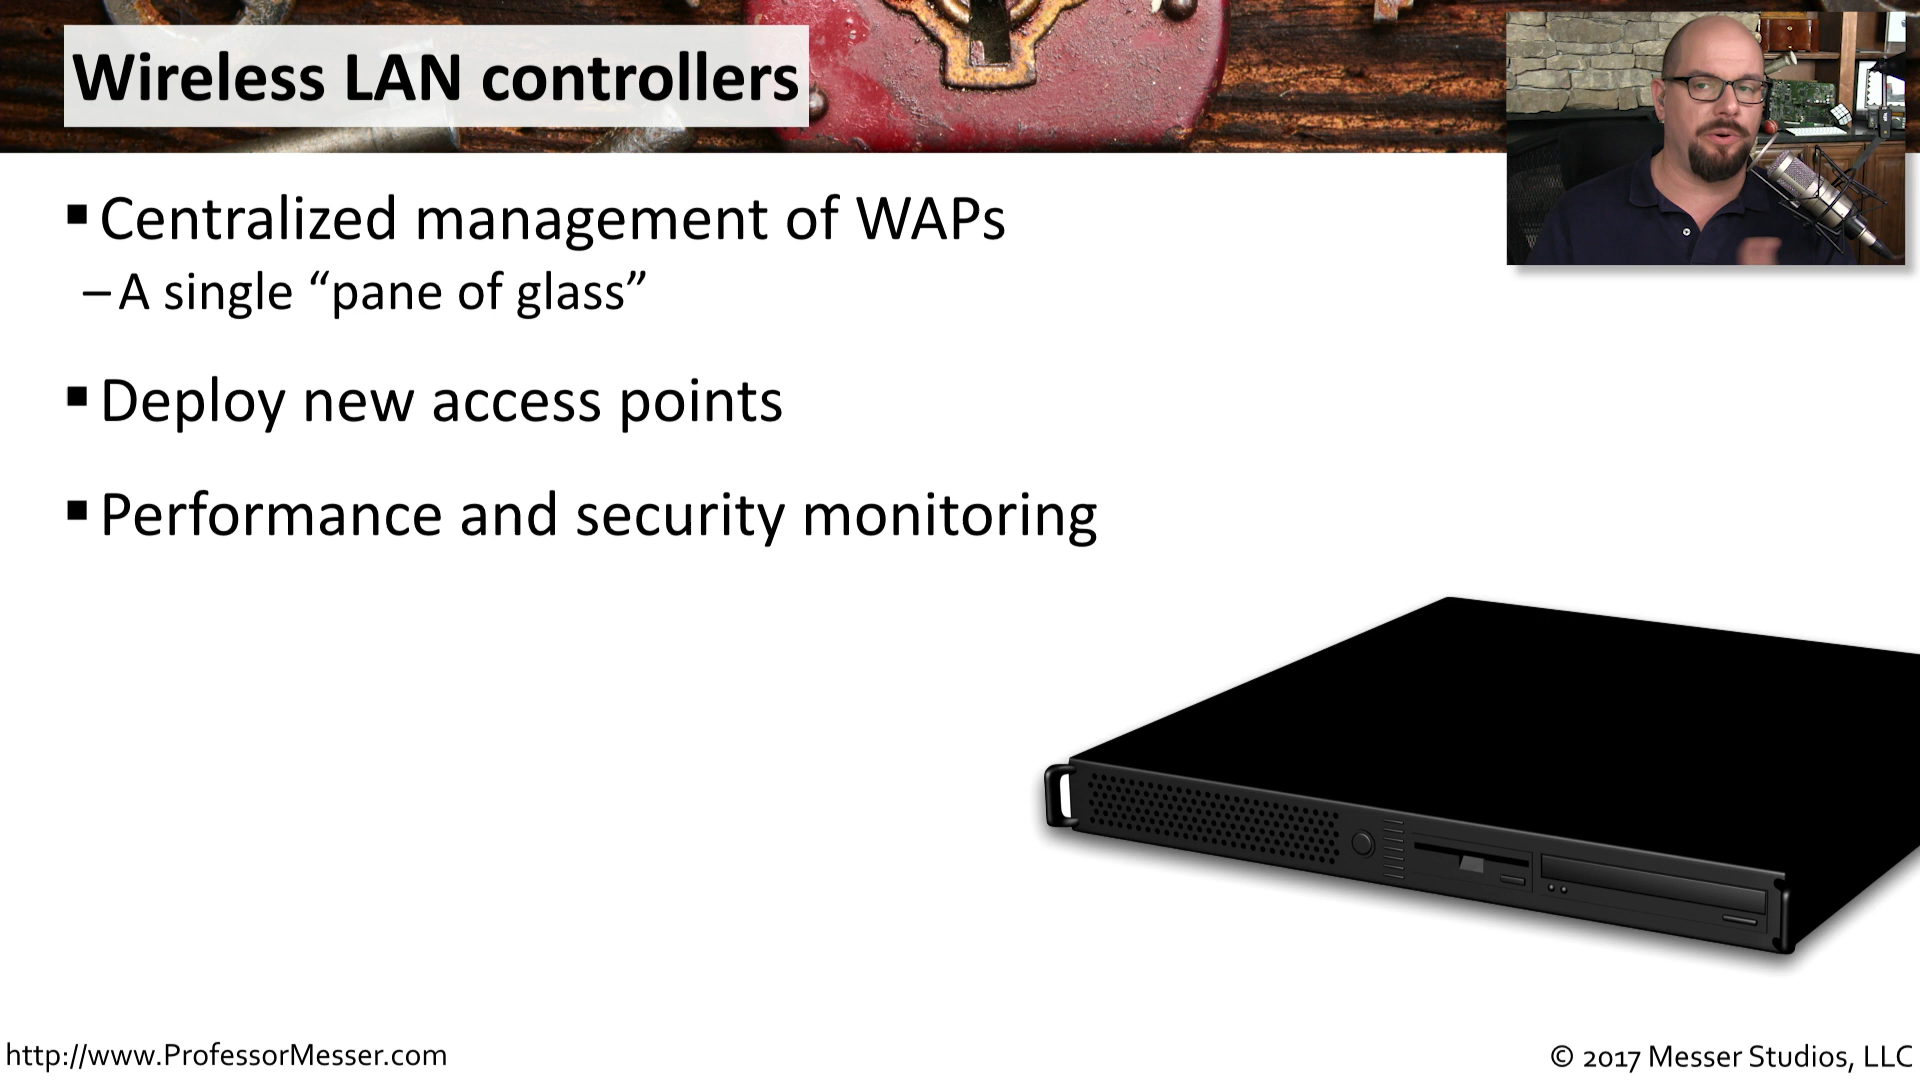 Wireless LAN controllers
▪ Centralized management of WAPs
– A single “pane of glass”
▪ Deploy new access points
▪ Performance and security monitoring
http://www.ProfessorMesser.com
© 2017 Messer Studios, LLC